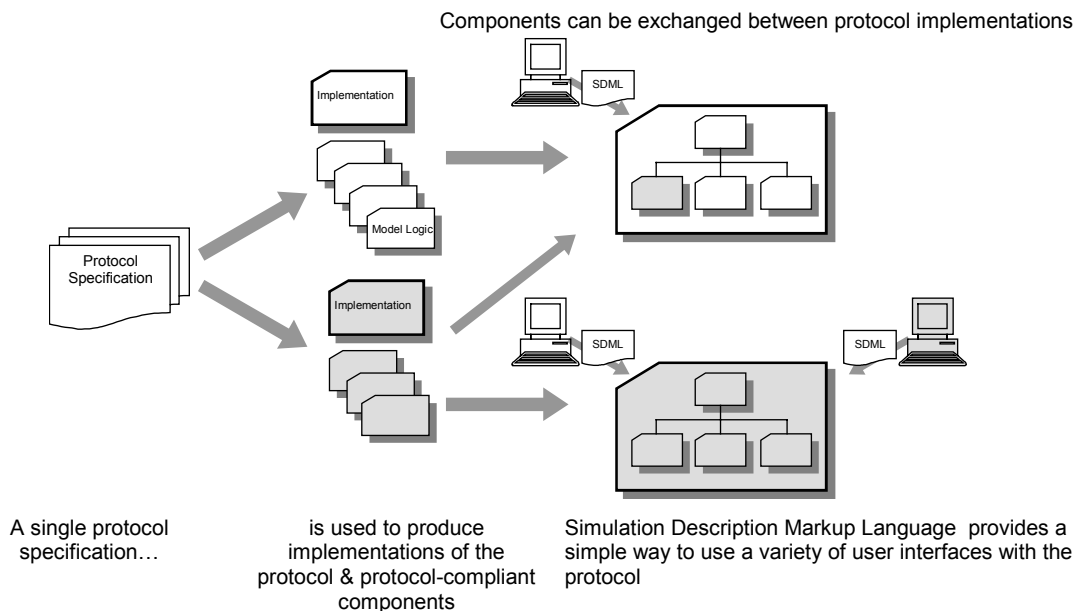 Components can be exchanged between protocol implementations
Implementation
SDML
Model Logic
Protocol
Specification
Implementation
SDML
SDML
A single protocol
specification…
is used to produce
implementations of the
protocol & protocol-compliant
components
Simulation Description Markup Language provides a
simple way to use a variety of user interfaces with the
protocol